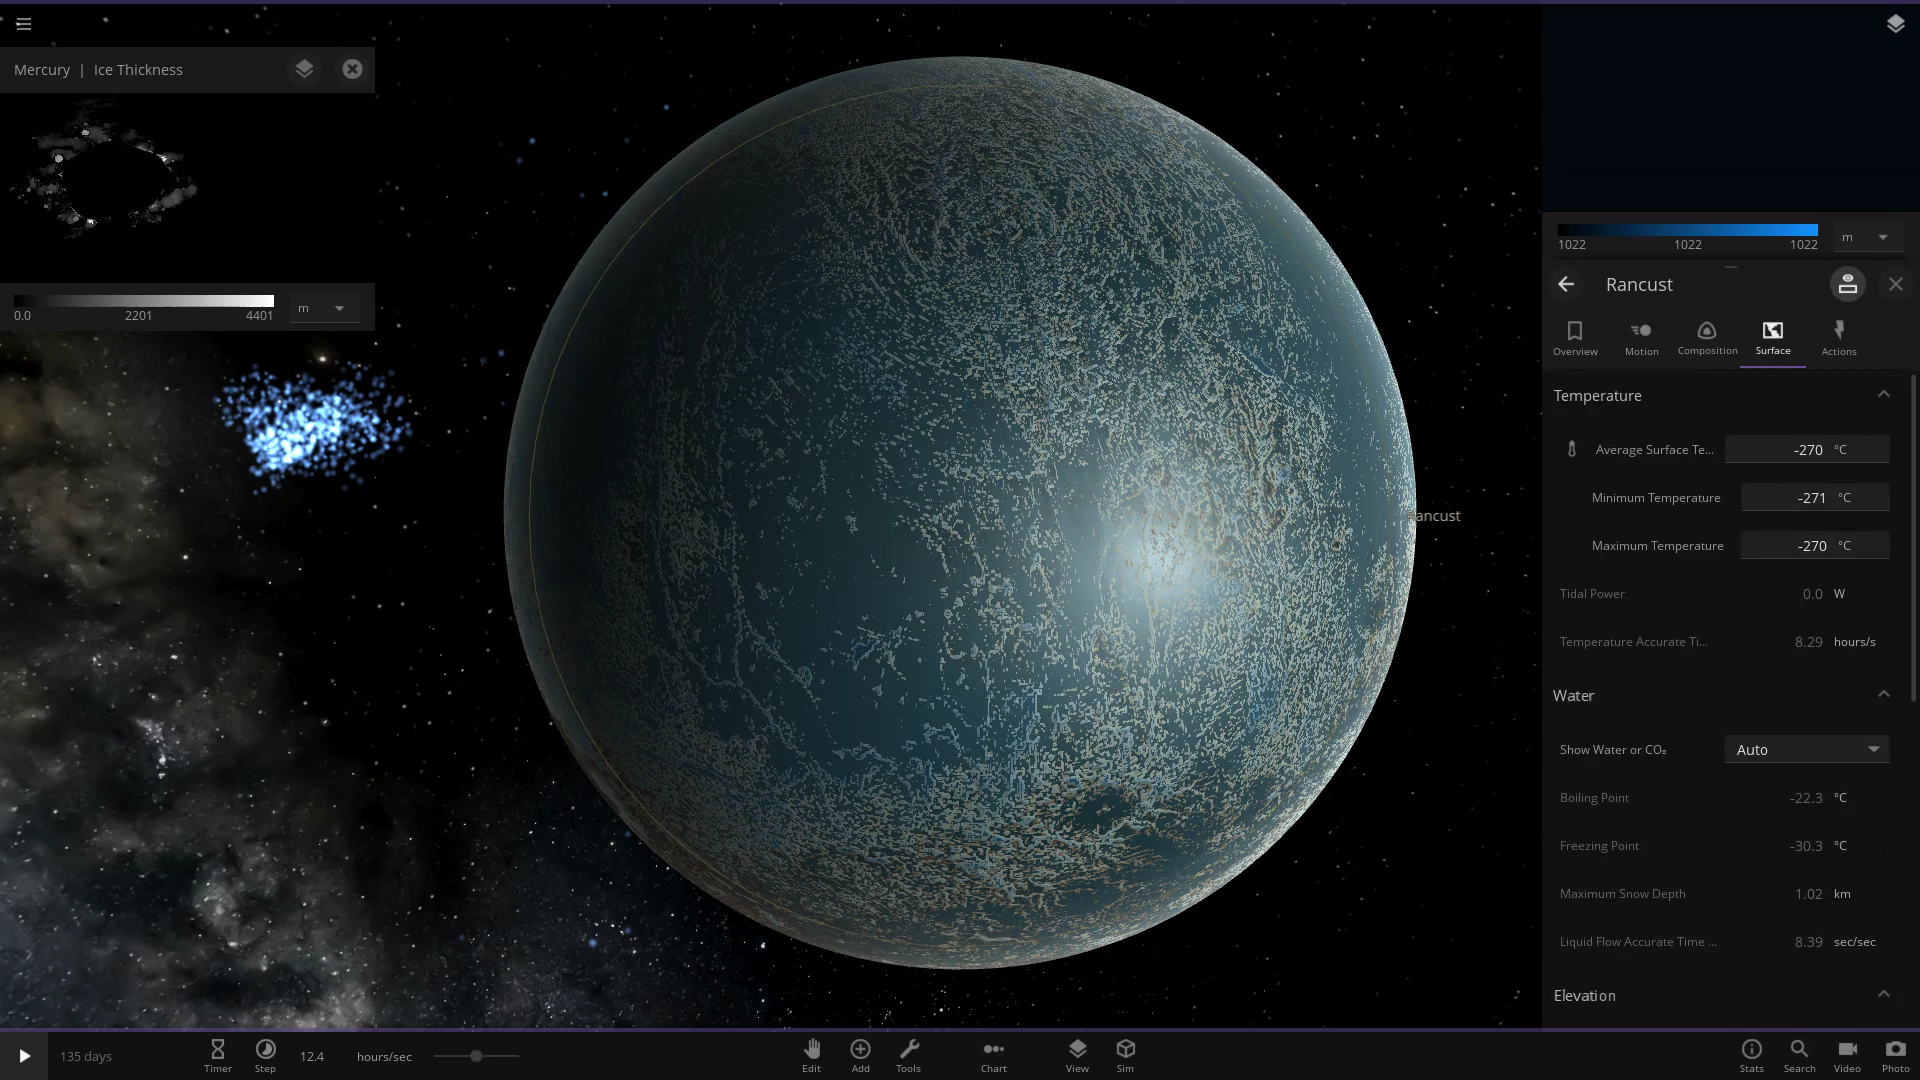 Mercury | Ice Thickness
0.0 2201 4401 m
1022 1022 1022 m
Rancust
Overview Motion Composition Surface Actions
Temperature
Average Surface Te... -270 °C
Minimum Temperature -271 °C
Maximum Temperature -270 °C
Tidal Power 0.0 W
Temperature Accurate Ti... 8.29 hours/s
Water
Show Water or CO₂ Auto
Boiling Point -22.3 °C
Freezing Point -30.3 °C
Maximum Snow Depth 1.02 km
Liquid Flow Accurate Time ... 8.39 sec/sec
Elevation
Rancust
135 days Timer Step 12.4 hours/sec Edit Add Tools Chart View Sim Stats Search Video Photo